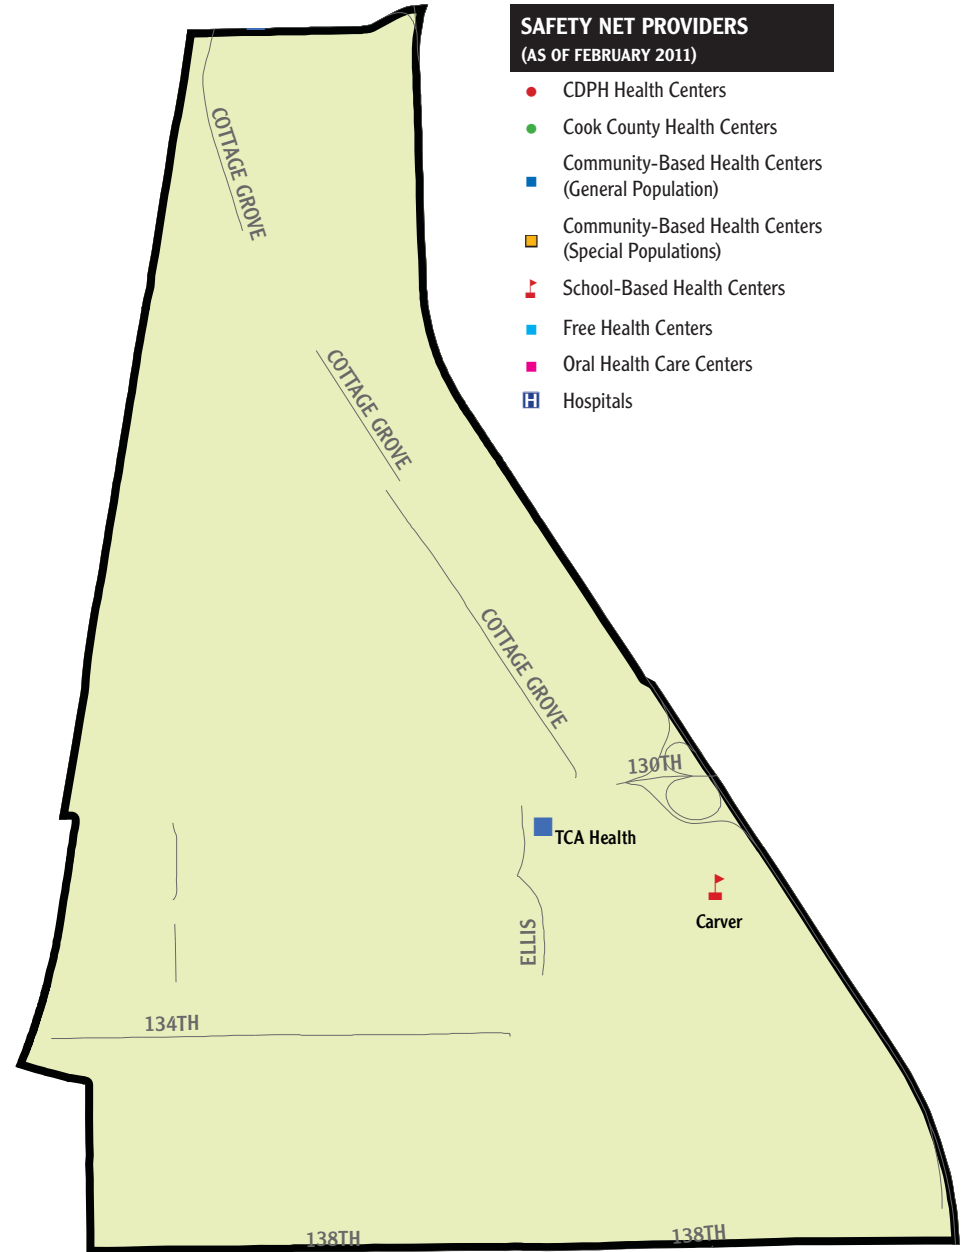 SAFETY NET PROVIDERS
(AS OF FEBRUARY 2011)
CDPH Health Centers
Cook County Health Centers
Community-Based Health Centers
(General Population)
Community-Based Health Centers
(Special Populations)
School-Based Health Centers
Free Health Centers
Oral Health Care Centers
H Hospitals
COTTAGE GROVE
COTTAGE GROVE
COTTAGE GROVE
130TH
TCA Health
Carver
ELLIS
134TH
138TH
138TH